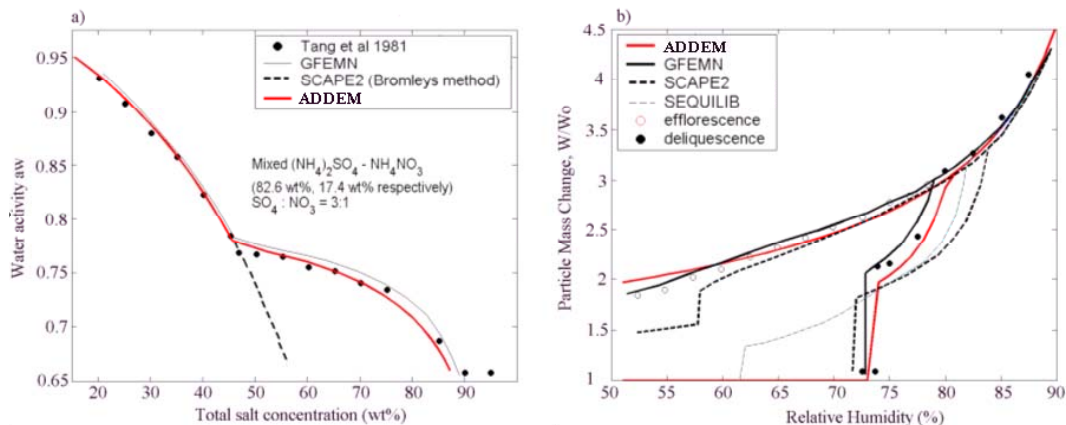 a)
0.95
0.9
0.85
0.8
0.75
0.7
0.65
Water activity aw
Tang et al 1981
GFEMN
SCAPE2 (Bromleys method)
ADDEM
Mixed (NH4)2SO4 - NH4NO3
(82.6 wt%, 17.4 wt% respectively)
SO4 : NO3 = 3:1
20 30 40 50 60 70 80 90
Total salt concentration (wt%)
b)
4.5
4
3.5
3
2.5
2
1.5
1
Particle Mass Change, W/Wo
ADDEM
GFEMN
SCAPE2
SEQUILIB
efflorescence
deliquescence
50 55 60 65 70 75 80 85 90
Relative Humidity (%)